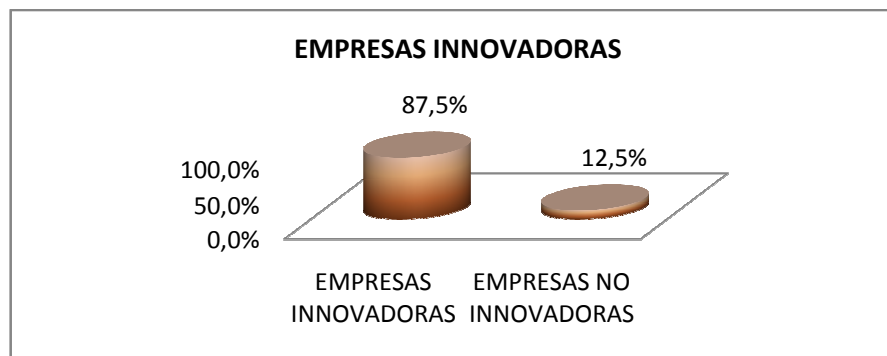 EMPRESAS INNOVADORAS
87,5%
12,5%
100,0%
50,0%
0,0%
EMPRESAS
INNOVADORAS
EMPRESAS NO
INNOVADORAS